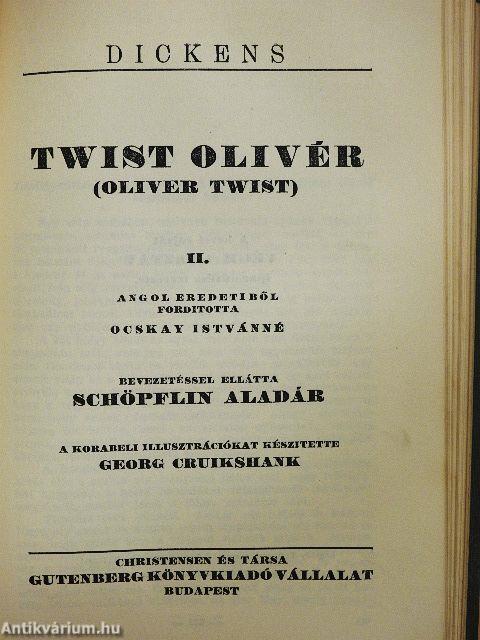 DICKENS
TWIST OLIVÉR
(OLIVER TWIST)
II.
ANGOL EREDETIBŐL
FORDITOTTA
OCSKAY ISTVÁNNÉ
BEVEZETÉSSEL ELLÁTTA
SCHÖPFLIN ALADÁR
A KORABELI ILLUSZTRÁCIÓKAT KÉSZITETTE
GEORG CRUIKSHANK
CHRISTENSEN ÉS TÁRSA
GUTENBERG KÖNYVKIADÓ VÁLLALAT
BUDAPEST
Antikvárium.hu